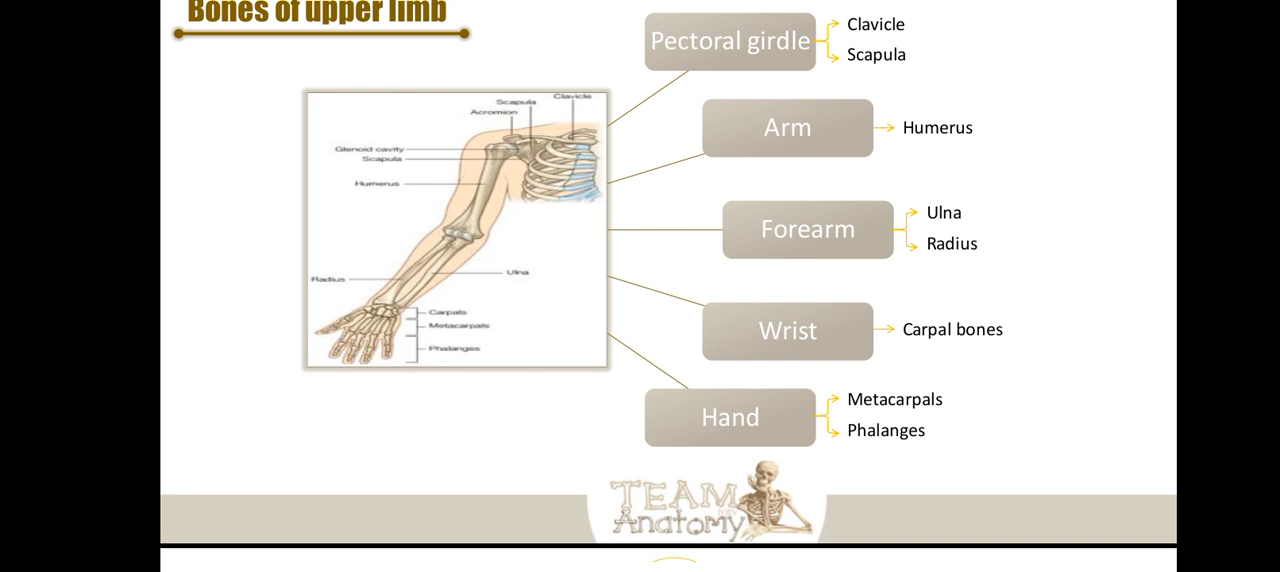 Bones of upper limb
Pectoral girdle
Clavicle
Scapula
Arm
Humerus
Forearm
Ulna
Radius
Wrist
Carpal bones
Hand
Metacarpals
Phalanges
Clavicle
Scapula
Acromion
Glenoid cavity
Scapula
Humerus
Radius
Ulna
Carpals
Metacarpals
Phalanges
TEAM
Anatomy